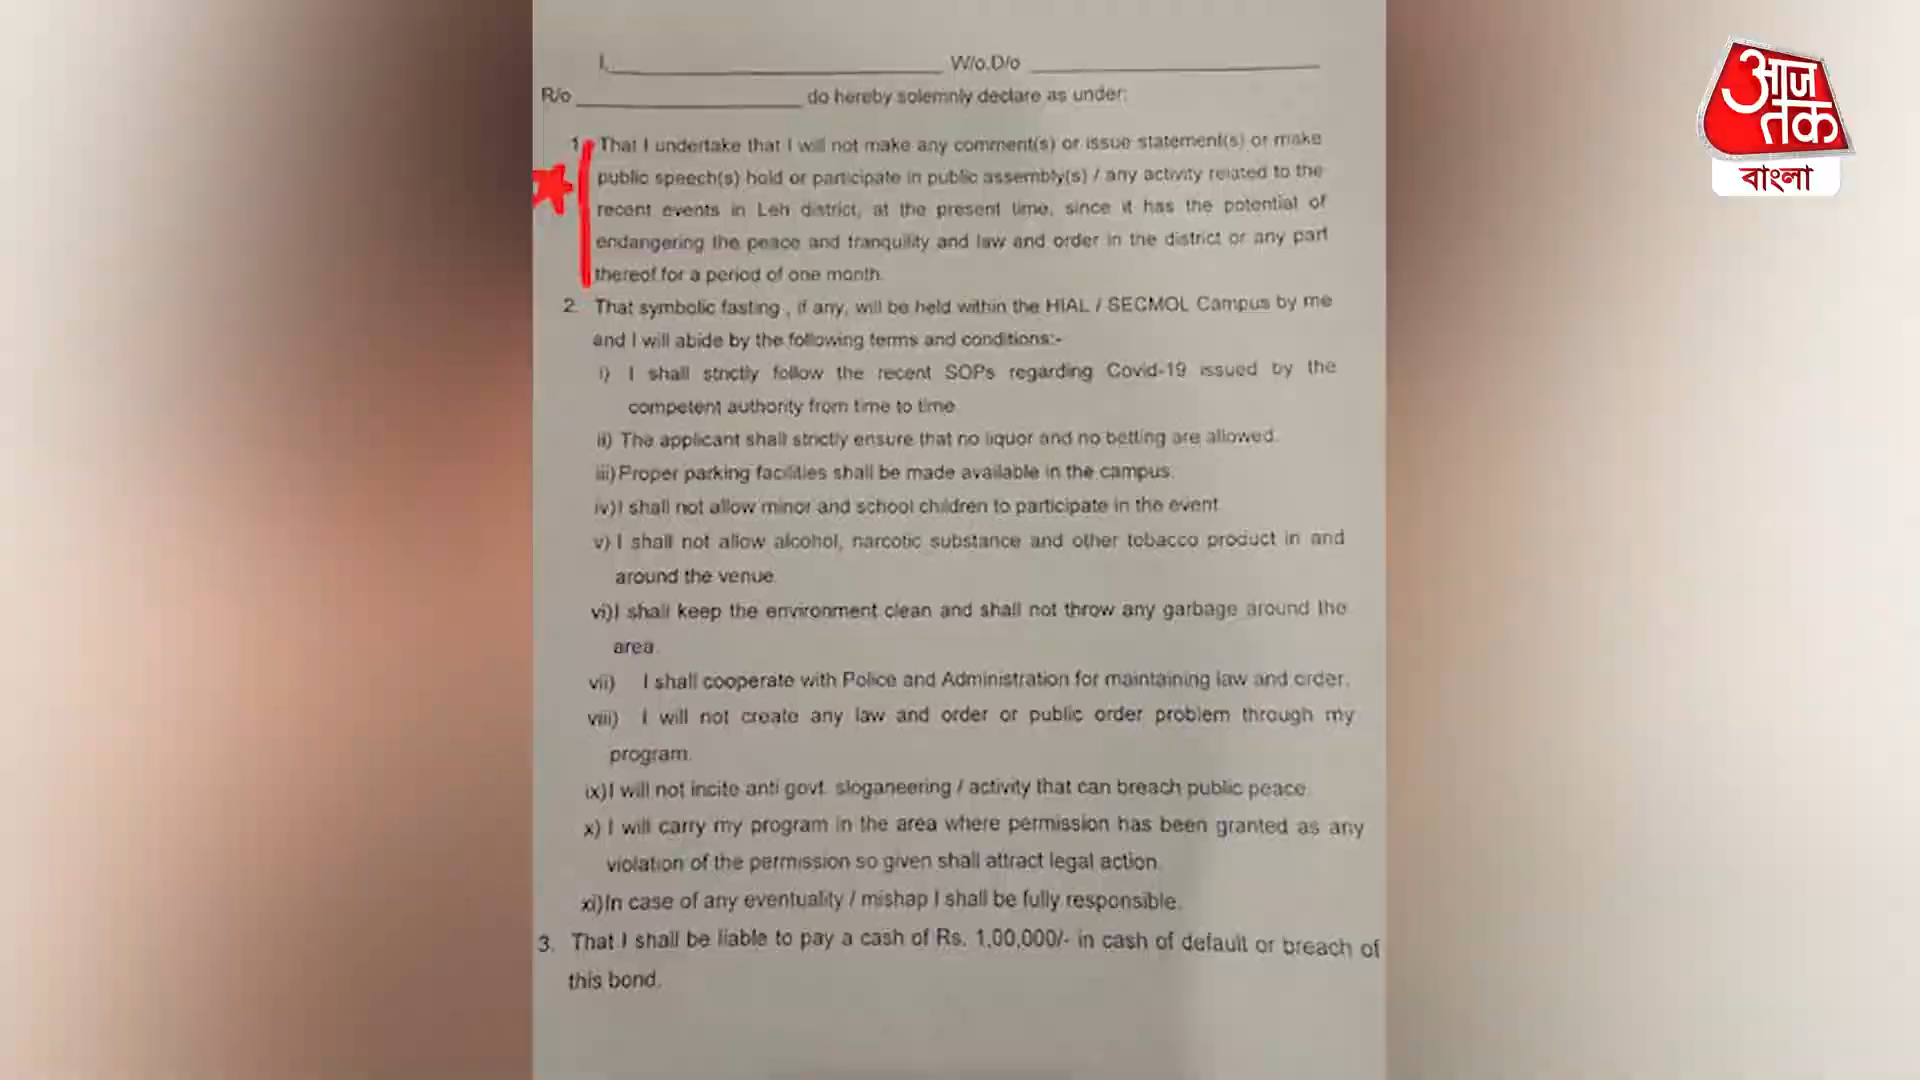 I, W/o.D/o
R/o do hereby solemnly declare as under:
1. That I undertake that I will not make any comment(s) or issue statement(s) or make
public speech(s) hold or participate in public assembly(s) / any activity related to the
recent events in Leh district, at the present time, since it has the potential of
endangering the peace and tranquility and law and order in the district or any part
thereof for a period of one month.
2. That symbolic fasting , if any, will be held within the HIAL / SECMOL Campus by me
and I will abide by the following terms and conditions:-
i) I shall strictly follow the recent SOPs regarding Covid-19 issued by the
competent authority from time to time.
ii) The applicant shall strictly ensure that no liquor and no betting are allowed.
iii) Proper parking facilities shall be made available in the campus.
iv) I shall not allow minor and school children to participate in the event.
v) I shall not allow alcohol, narcotic substance and other tobacco product in and
around the venue.
vi) I shall keep the environment clean and shall not throw any garbage around the
area.
vii) I shall cooperate with Police and Administration for maintaining law and order.
viii) I will not create any law and order or public order problem through my
program.
ix) I will not incite anti govt. sloganeering / activity that can breach public peace.
x) I will carry my program in the area where permission has been granted as any
violation of the permission so given shall attract legal action.
xi) In case of any eventuality / mishap I shall be fully responsible.
3. That I shall be liable to pay a cash of Rs. 1,00,000/- in cash of default or breach of
this bond.
आज
तक
বাংলা